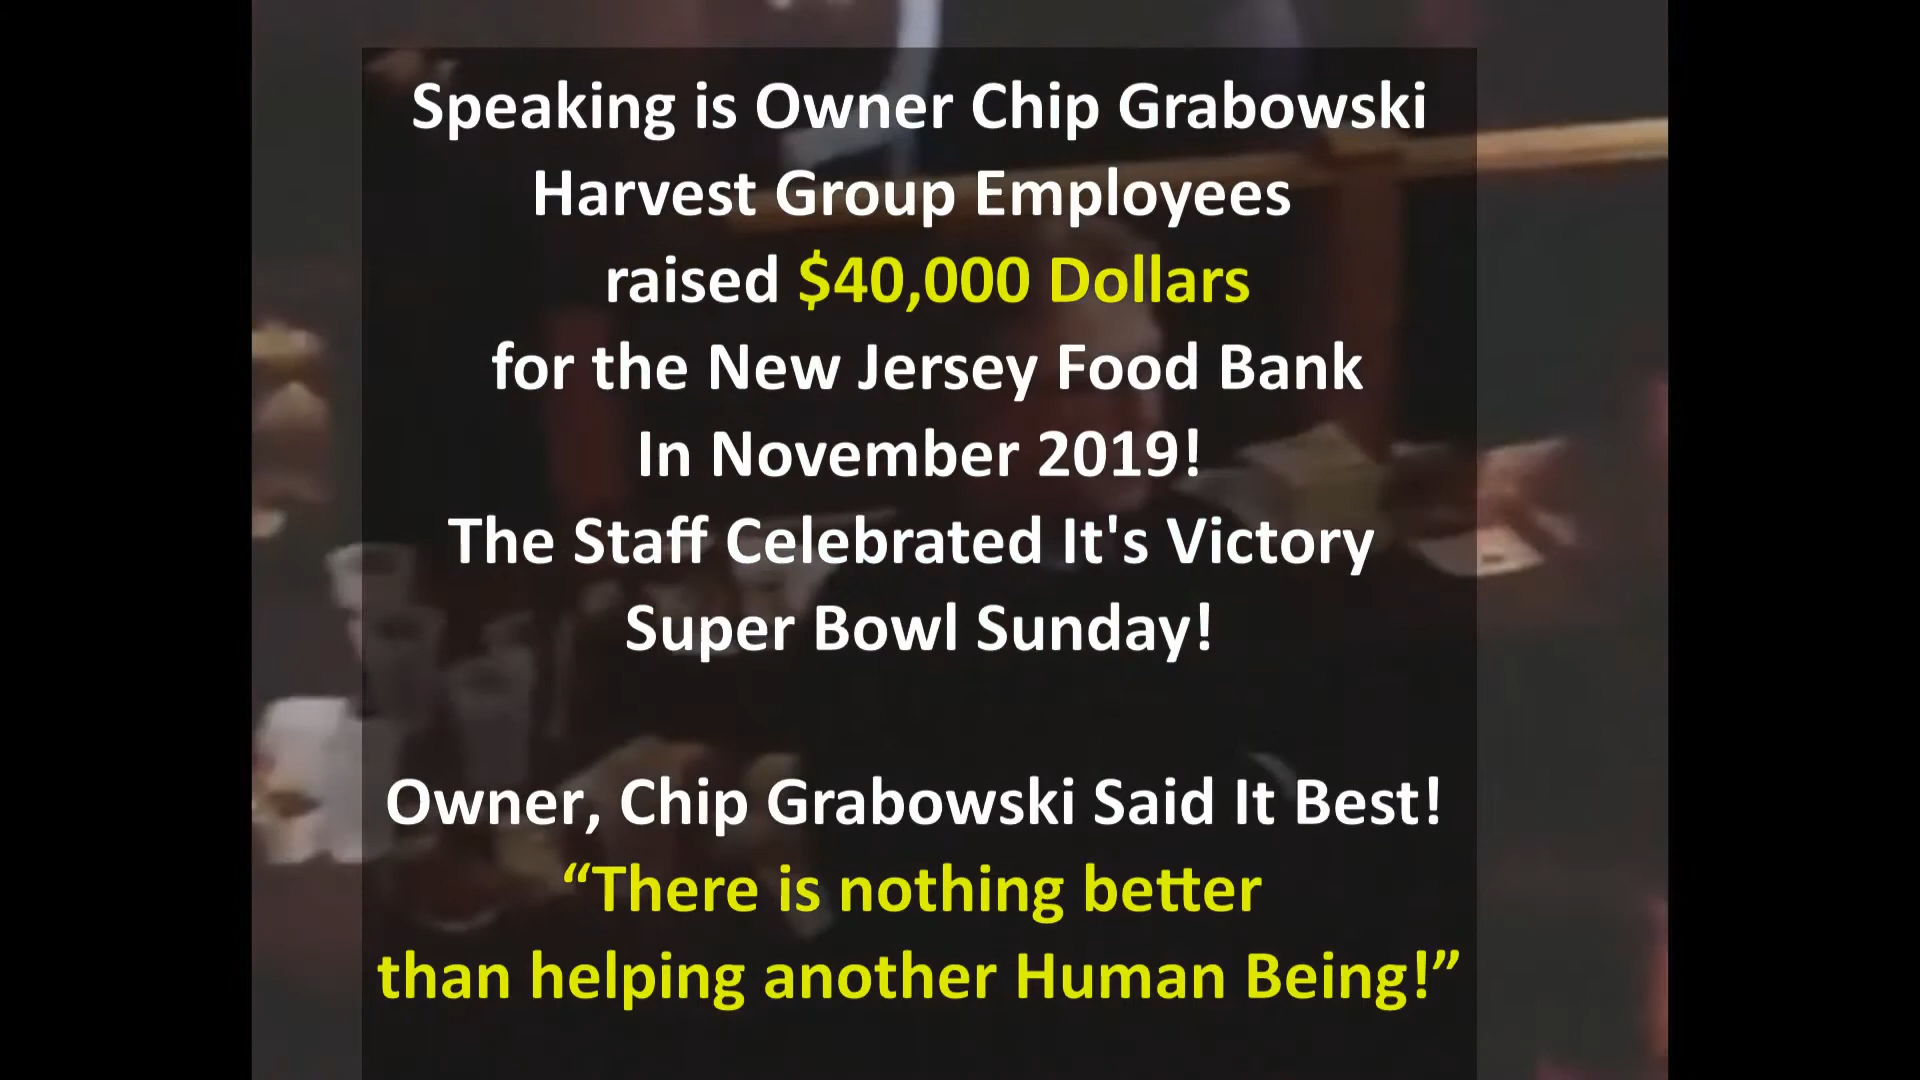 Speaking is Owner Chip Grabowski
Harvest Group Employees
raised $40,000 Dollars
for the New Jersey Food Bank
In November 2019!
The Staff Celebrated It's Victory
Super Bowl Sunday!
Owner, Chip Grabowski Said It Best!
“There is nothing better
than helping another Human Being!”